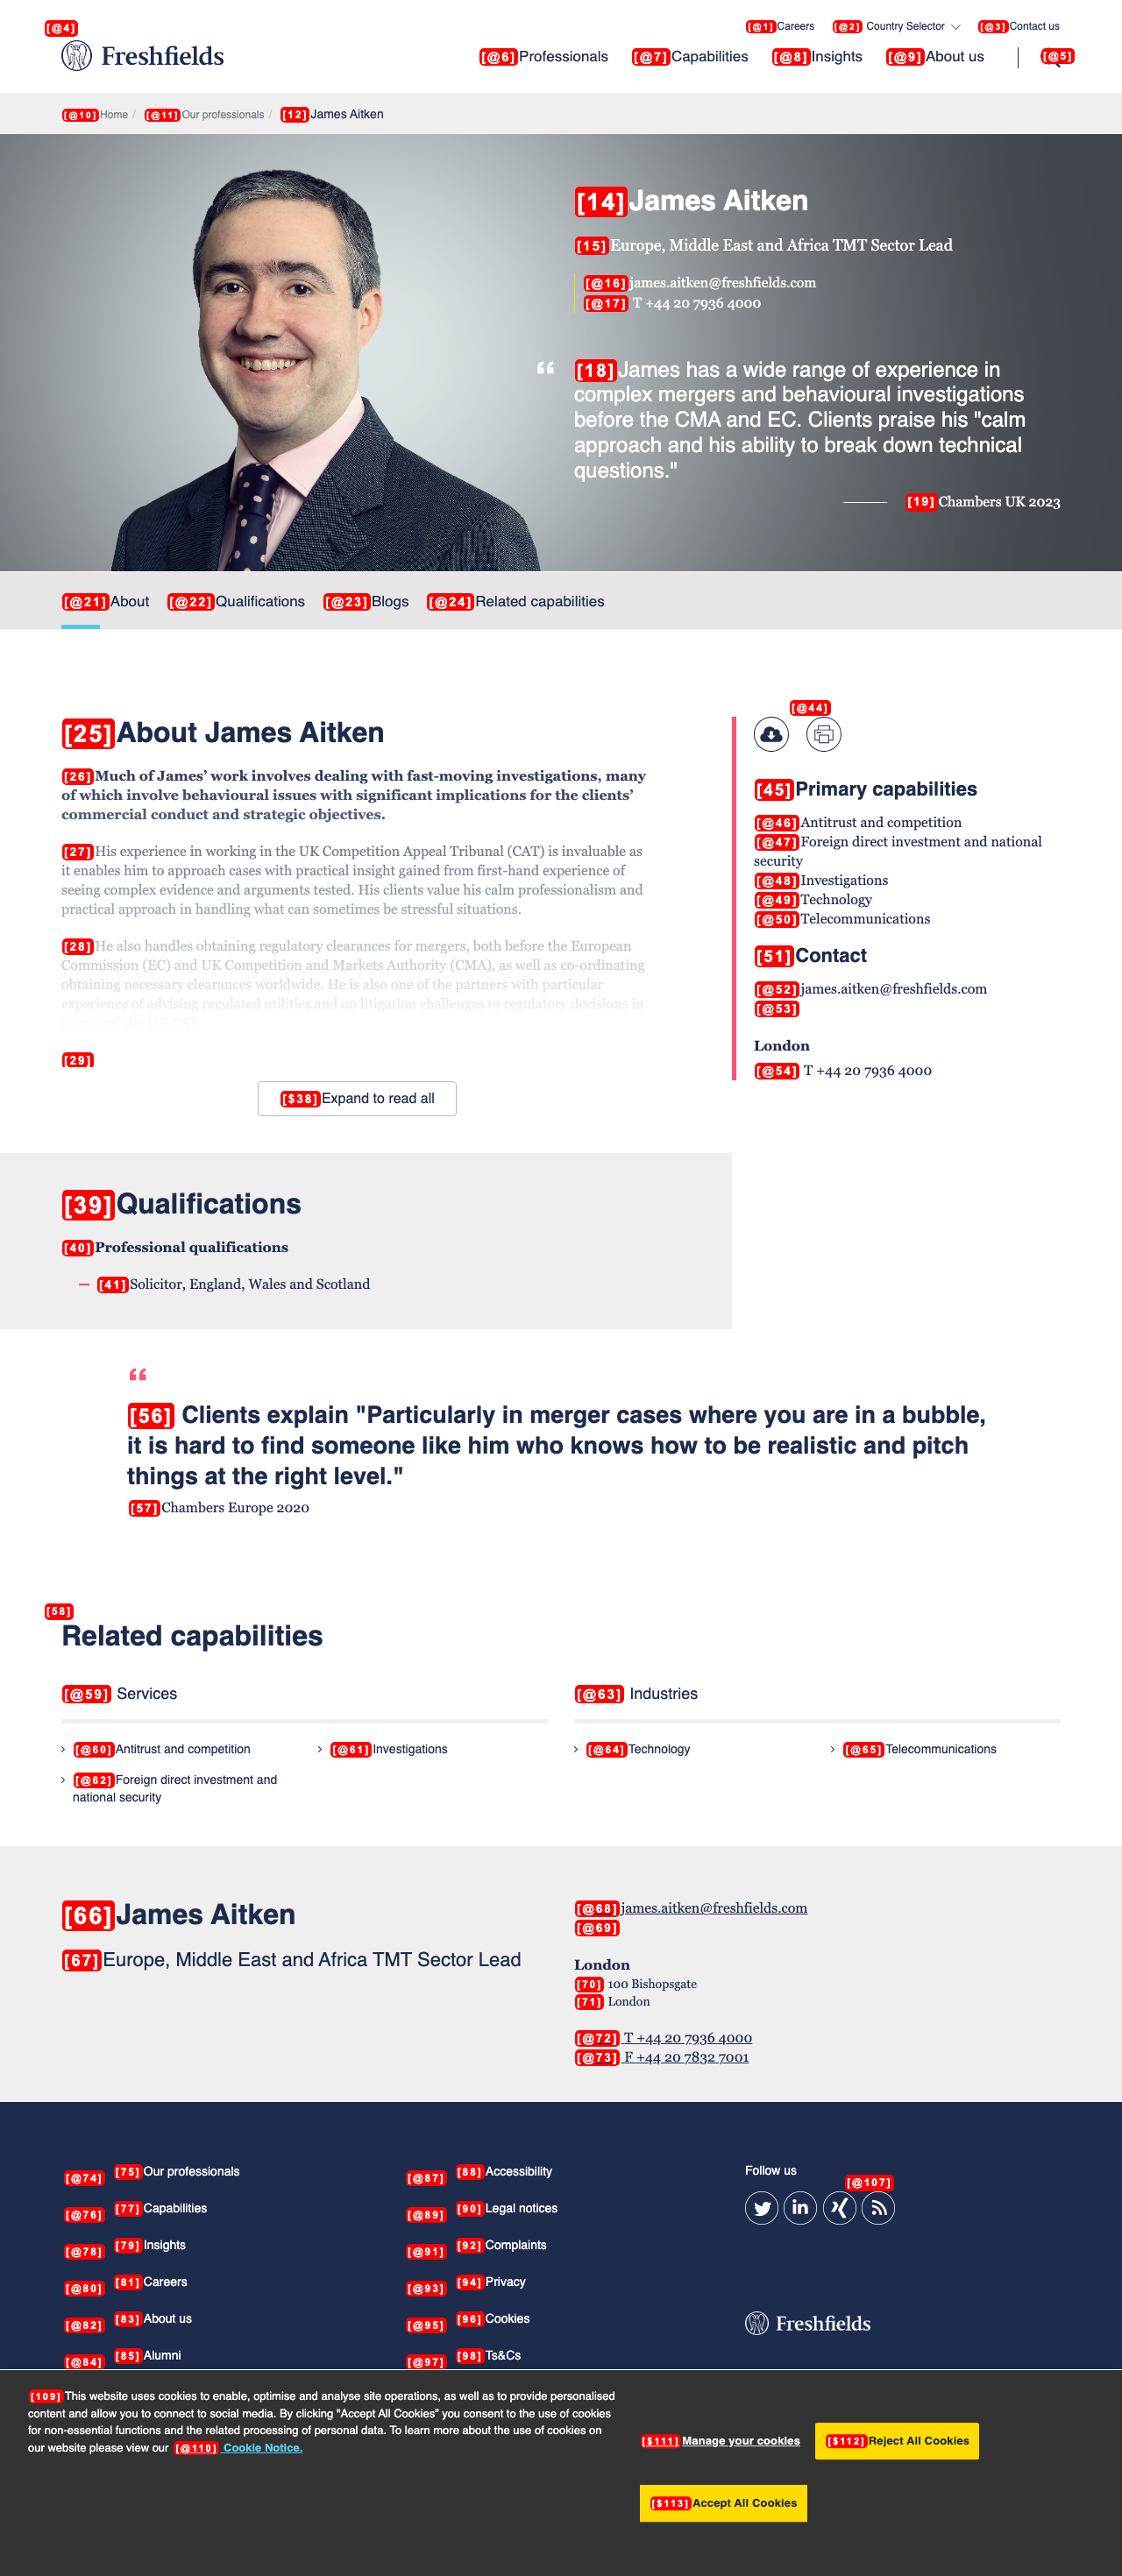 [@4]
[@1]Careers [@2] Country Selector [@3]Contact us
Freshfields
[@6]Professionals [@7]Capabilities [@8]Insights [@9]About us [@5]
[@10]Home / [@11]Our professionals / [12]James Aitken
[14]James Aitken
[15]Europe, Middle East and Africa TMT Sector Lead
[@16]james.aitken@freshfields.com
[@17] T +44 20 7936 4000
“ [18]James has a wide range of experience in
complex mergers and behavioural investigations
before the CMA and EC. Clients praise his "calm
approach and his ability to break down technical
questions."
[19]Chambers UK 2023
[@21]About [@22]Qualifications [@23]Blogs [@24]Related capabilities
[25]About James Aitken
[26]Much of James’ work involves dealing with fast-moving investigations, many
of which involve behavioural issues with significant implications for the clients’
commercial conduct and strategic objectives.
[27]His experience in working in the UK Competition Appeal Tribunal (CAT) is invaluable as
it enables him to approach cases with practical insight gained from first-hand experience of
seeing complex evidence and arguments tested. His clients value his calm professionalism and
practical approach in handling what can sometimes be stressful situations.
[28]He also handles obtaining regulatory clearances for mergers, both before the European
Commission (EC) and UK Competition and Markets Authority (CMA), as well as co-ordinating
obtaining necessary clearances worldwide. He is also one of the partners with particular
experience of advising regulated utilities and on litigation challenges to regulatory decisions in
court and the UK CAT.
[29]
[$38]Expand to read all
[@44]
[45]Primary capabilities
[@46]Antitrust and competition
[@47]Foreign direct investment and national
security
[@48]Investigations
[@49]Technology
[@50]Telecommunications
[51]Contact
[@52]james.aitken@freshfields.com
[@53]
London
[@54] T +44 20 7936 4000
[39]Qualifications
[40]Professional qualifications
[41]Solicitor, England, Wales and Scotland
“
[56] Clients explain "Particularly in merger cases where you are in a bubble,
it is hard to find someone like him who knows how to be realistic and pitch
things at the right level."
[57]Chambers Europe 2020
[58]
Related capabilities
[@59] Services
[@60]Antitrust and competition [@61]Investigations
[@62]Foreign direct investment and
national security
[@63] Industries
[@64]Technology [@65]Telecommunications
[66]James Aitken
[67]Europe, Middle East and Africa TMT Sector Lead
[@68]james.aitken@freshfields.com
[@69]
London
[70] 100 Bishopsgate
[71] London
[@72] T +44 20 7936 4000
[@73] F +44 20 7832 7001
[@74] [75]Our professionals
[@76] [77]Capabilities
[@78] [79]Insights
[@80] [81]Careers
[@82] [83]About us
[@84] [85]Alumni
[@87] [88]Accessibility
[@89] [90]Legal notices
[@91] [92]Complaints
[@93] [94]Privacy
[@95] [96]Cookies
[@97] [98]Ts&Cs
Follow us
[@107]
in
Freshfields
[109]This website uses cookies to enable, optimise and analyse site operations, as well as to provide personalised
content and allow you to connect to social media. By clicking "Accept All Cookies" you consent to the use of cookies
for non-essential functions and the related processing of personal data. To learn more about the use of cookies on
our website please view our [@110] Cookie Notice.
[$111]Manage your cookies [$112]Reject All Cookies
[$113]Accept All Cookies